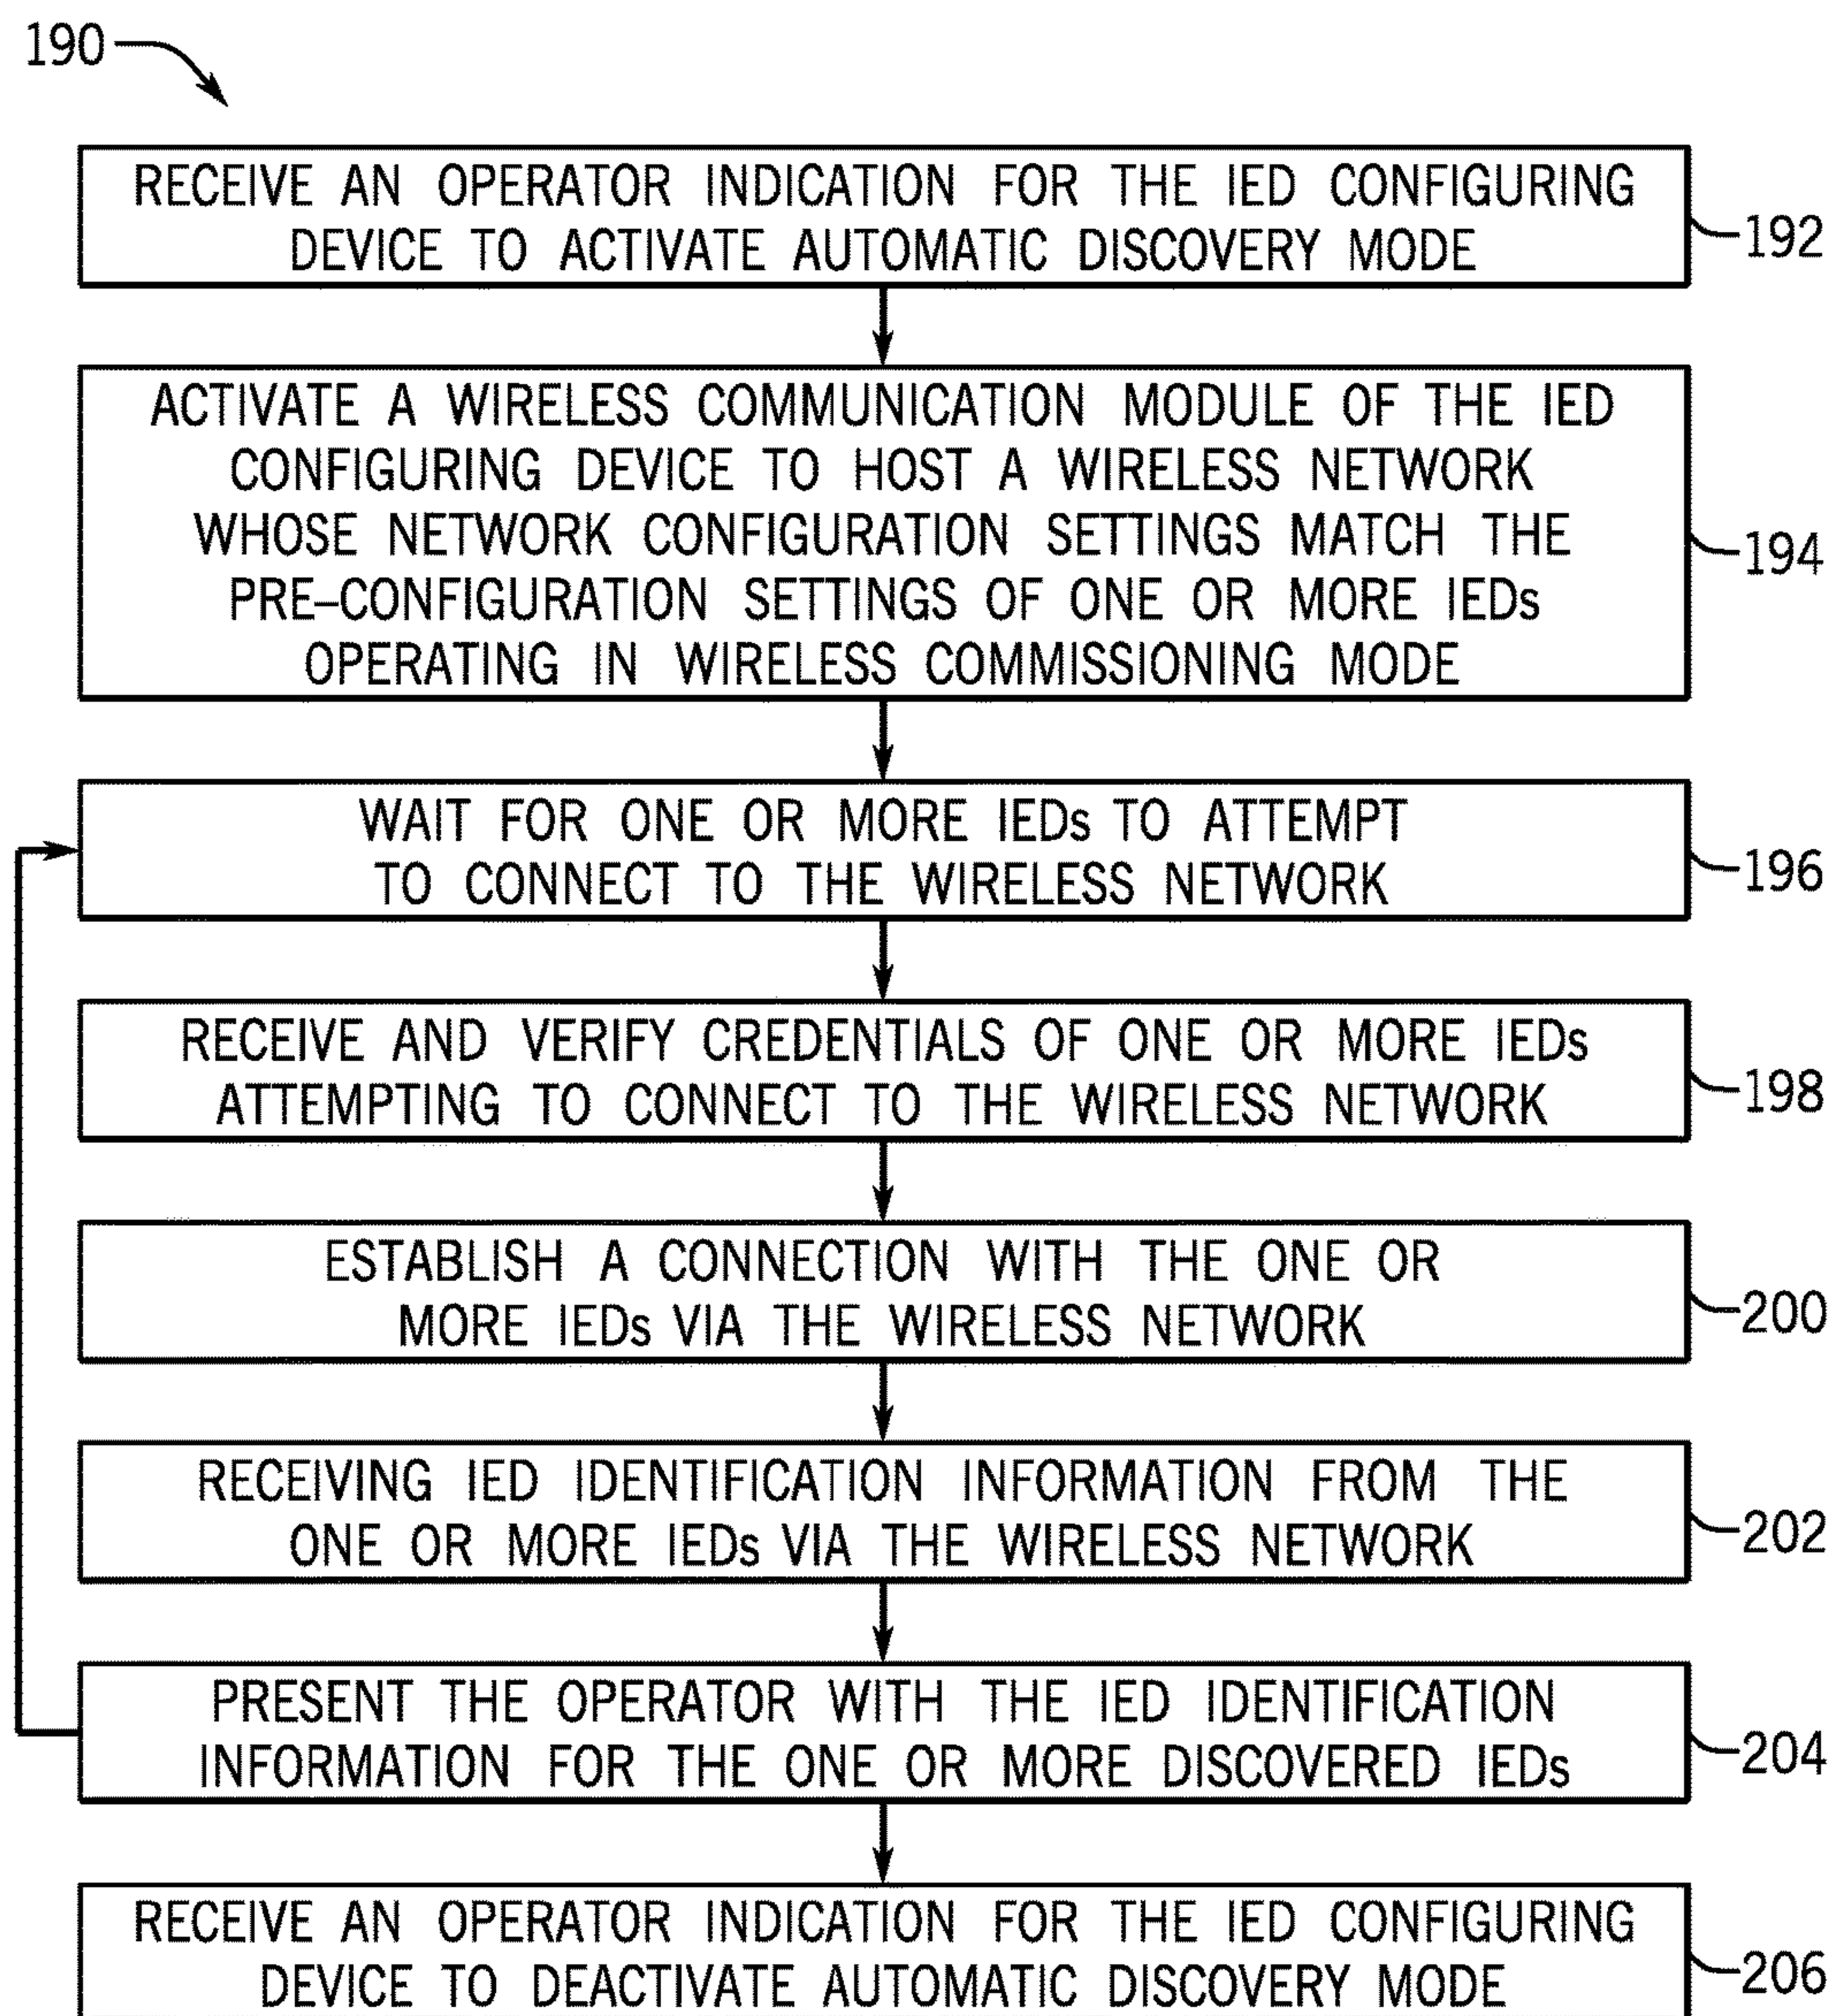 190
RECEIVE AN OPERATOR INDICATION FOR THE IED CONFIGURING
DEVICE TO ACTIVATE AUTOMATIC DISCOVERY MODE
192
ACTIVATE A WIRELESS COMMUNICATION MODULE OF THE IED
CONFIGURING DEVICE TO HOST A WIRELESS NETWORK
WHOSE NETWORK CONFIGURATION SETTINGS MATCH THE
PRE–CONFIGURATION SETTINGS OF ONE OR MORE IEDs
OPERATING IN WIRELESS COMMISSIONING MODE
194
WAIT FOR ONE OR MORE IEDs TO ATTEMPT
TO CONNECT TO THE WIRELESS NETWORK
196
RECEIVE AND VERIFY CREDENTIALS OF ONE OR MORE IEDs
ATTEMPTING TO CONNECT TO THE WIRELESS NETWORK
198
ESTABLISH A CONNECTION WITH THE ONE OR
MORE IEDs VIA THE WIRELESS NETWORK
200
RECEIVING IED IDENTIFICATION INFORMATION FROM THE
ONE OR MORE IEDs VIA THE WIRELESS NETWORK
202
PRESENT THE OPERATOR WITH THE IED IDENTIFICATION
INFORMATION FOR THE ONE OR MORE DISCOVERED IEDs
204
RECEIVE AN OPERATOR INDICATION FOR THE IED CONFIGURING
DEVICE TO DEACTIVATE AUTOMATIC DISCOVERY MODE
206